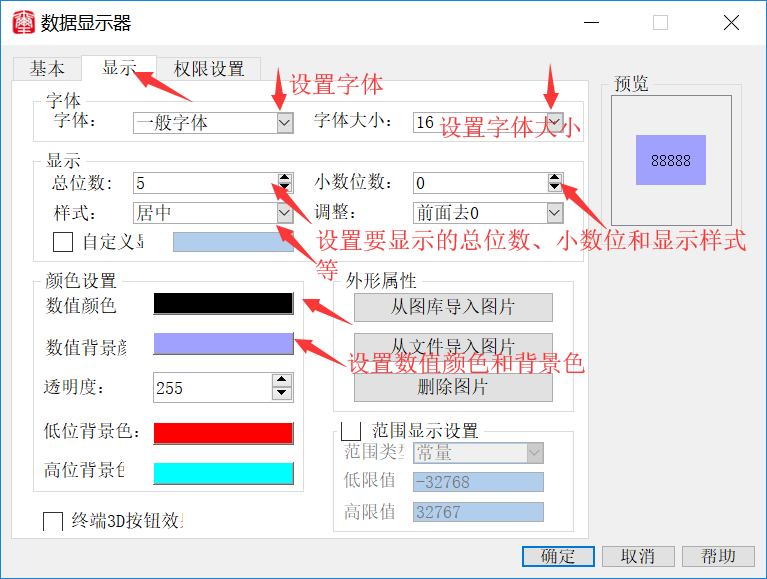 数据显示器
基本 显示 权限设置
设置字体
预览
字体
字体: 一般字体 字体大小: 16
设置字体大小
88888
显示
总位数: 5 小数位数: 0
样式: 居中 调整: 前面去0
自定义显
设置要显示的总位数、小数位和显示样式
等
颜色设置 外形属性
数值颜色 从图库导入图片
数值背景颜 从文件导入图片
设置数值颜色和背景色
透明度: 255 删除图片
低位背景色: 范围显示设置
范围类型 常量
高位背景色 低限值 -32768
高限值 32767
终端3D按钮效果
确定 取消 帮助